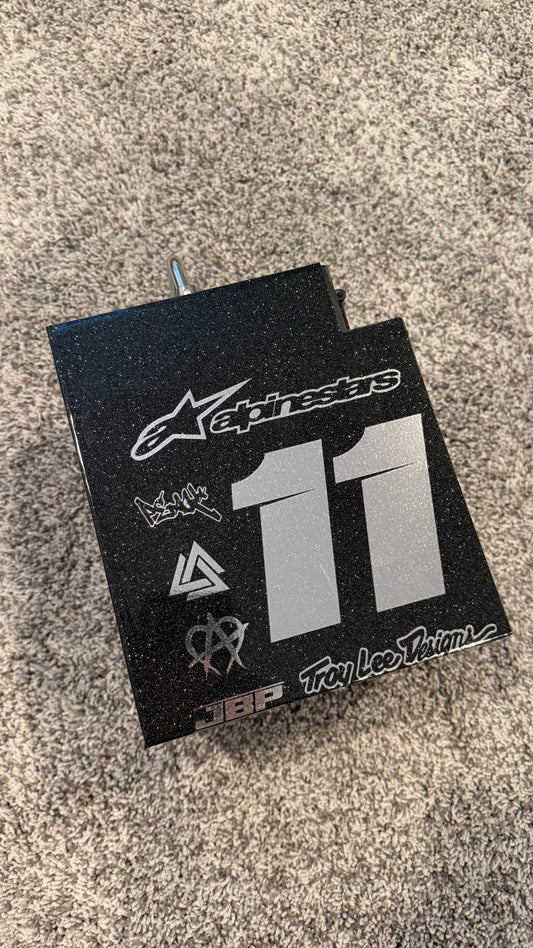 alpinestars
11
Troy Lee Designs
JBP